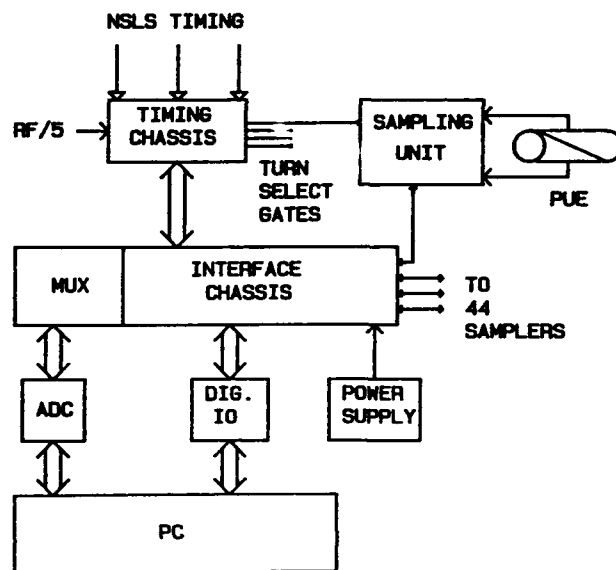 NSLS TIMING
RF/5
TIMING
CHASSIS
SAMPLING
UNIT
TURN
SELECT
GATES
PUE
MUX
INTERFACE
CHASSIS
TO
44
SAMPLERS
ADC
DIG.
IO
POWER
SUPPLY
PC